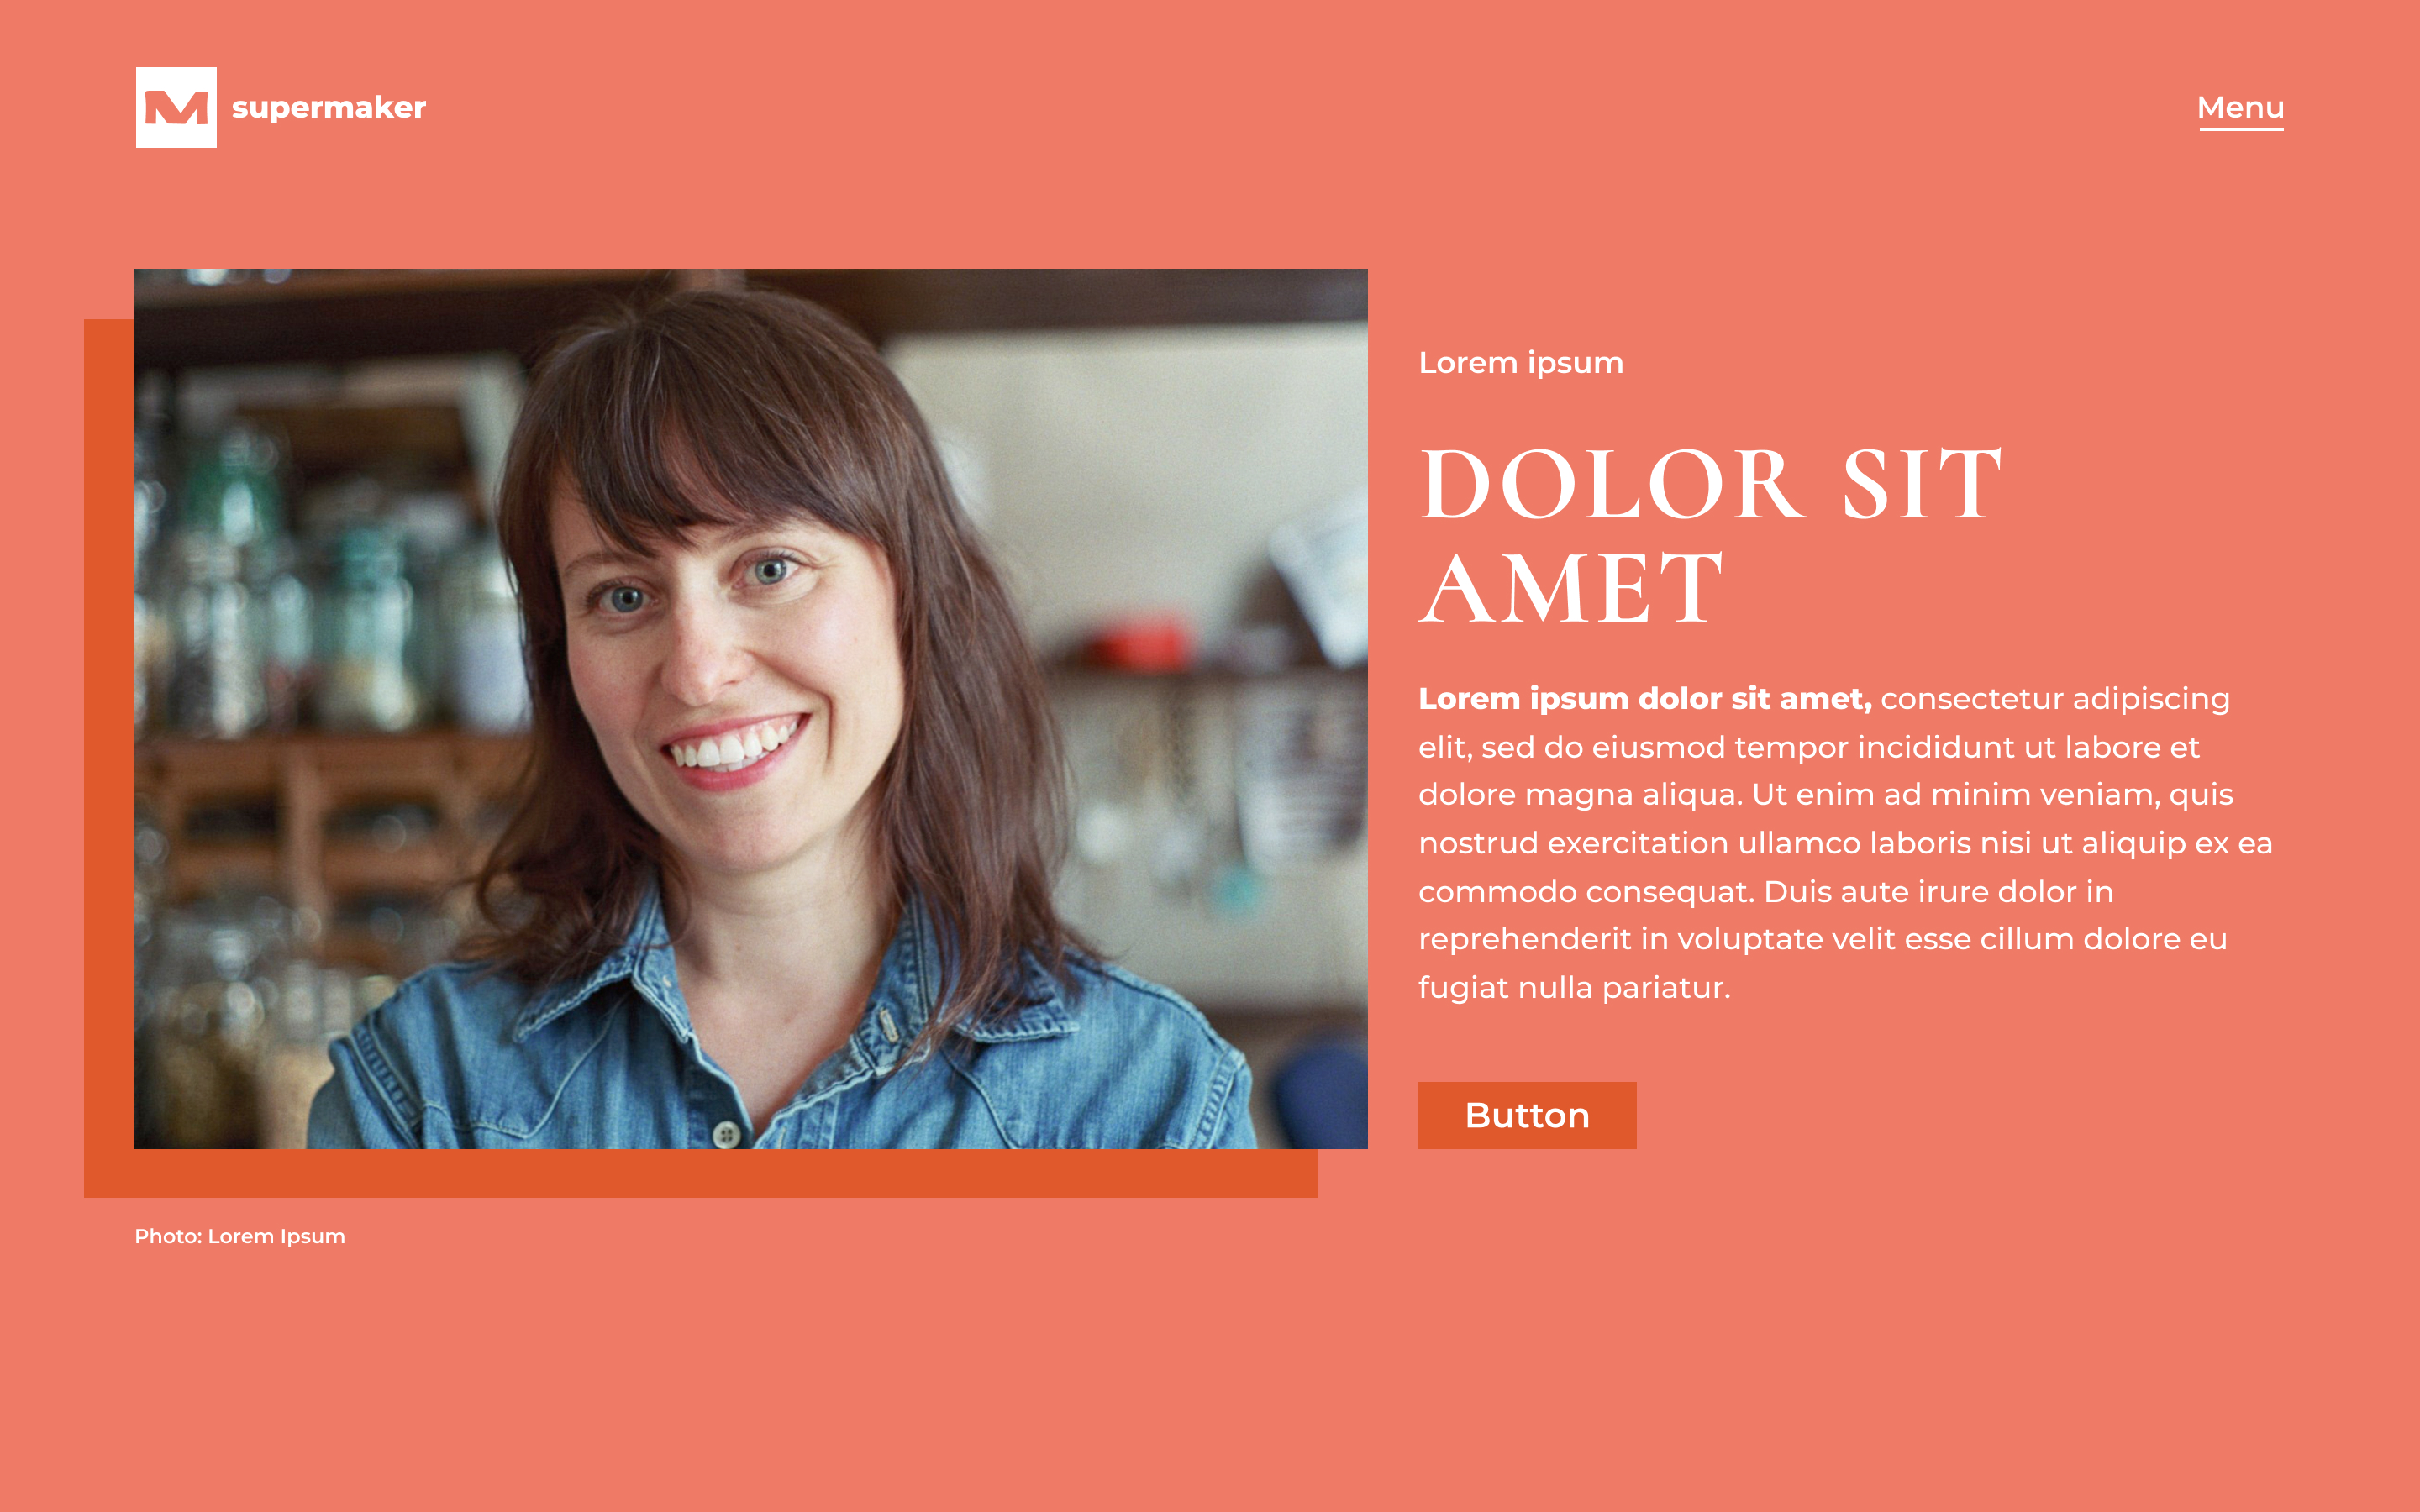 M supermaker
Menu
Lorem ipsum
DOLOR SIT
AMET
Lorem ipsum dolor sit amet, consectetur adipiscing
elit, sed do eiusmod tempor incididunt ut labore et
dolore magna aliqua. Ut enim ad minim veniam, quis
nostrud exercitation ullamco laboris nisi ut aliquip ex ea
commodo consequat. Duis aute irure dolor in
reprehenderit in voluptate velit esse cillum dolore eu
fugiat nulla pariatur.
Button
Photo: Lorem Ipsum